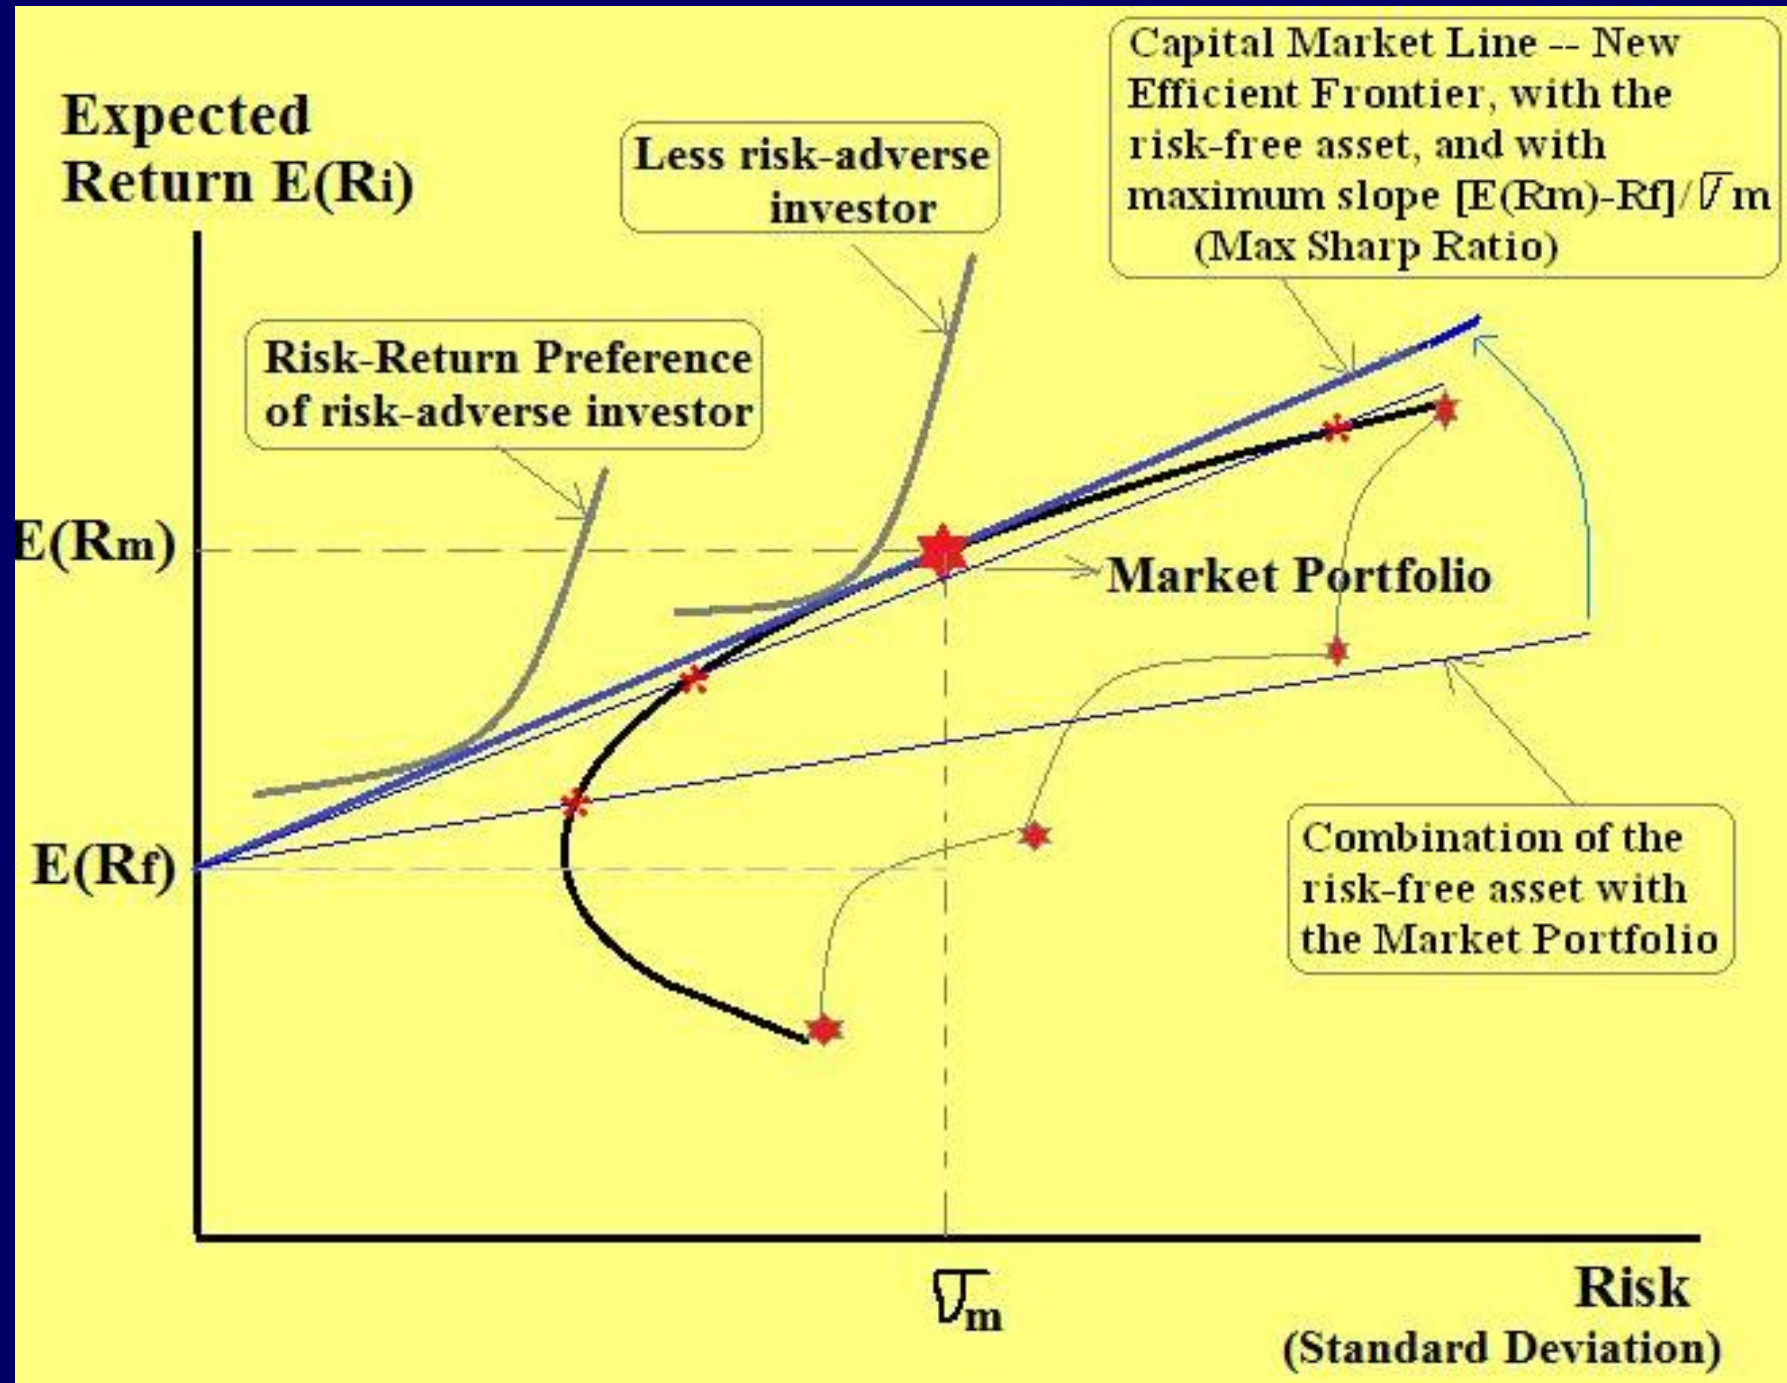 Capital Market Line -- New
Efficient Frontier, with the
risk-free asset, and with
maximum slope [E(Rm)-Rf]/σm
(Max Sharp Ratio)
Expected
Return E(Ri)
Less risk-adverse
investor
Risk-Return Preference
of risk-adverse investor
E(Rm)
Market Portfolio
E(Rf)
Combination of the
risk-free asset with
the Market Portfolio
σm
Risk
(Standard Deviation)